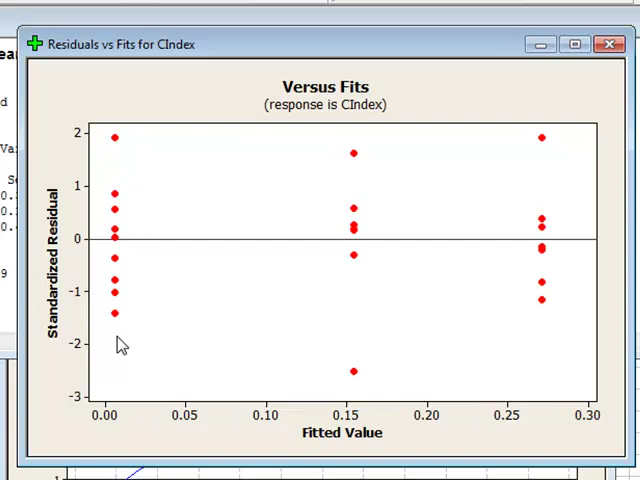 Residuals vs Fits for CIndex
Versus Fits
(response is CIndex)
Standardized Residual
2
1
0
-1
-2
-3
0.00 0.05 0.10 0.15 0.20 0.25 0.30
Fitted Value